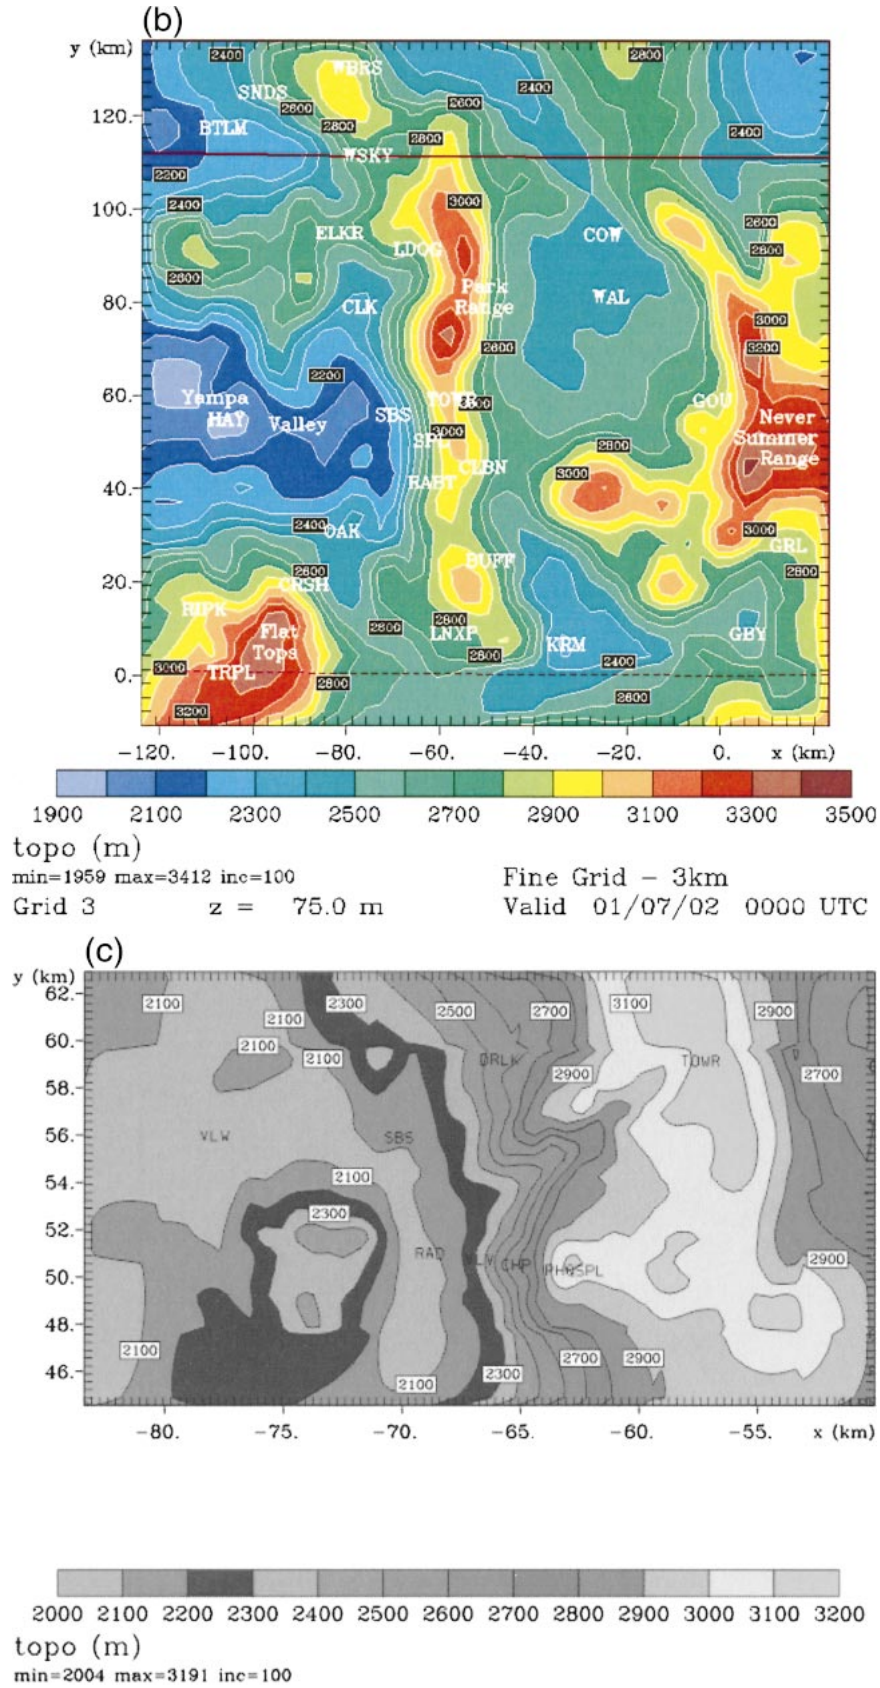 (b)
y (km)
2400
2800
WBRS
SNDS
2600
2600
2400
120.
BTLM
2800
2800
2400
WSKY
2200
100.
2400
3000
2600
ELKR
COW
LDOG
2800
2600
Park
Range
80.
CLK
WAL
3000
2600
3200
2200
60.
Yampa
TOWR
GOU
HAY
Valley
SBS
Never
3000
2800
Summer
SPL
Range
CLBN
3000
RABT
40.
2400
OAK
3000
GRL
2600
BUFF
2800
20.
CRSH
RIPK
2800
2800
Flat
LNXP
GBY
Tops
2800
KRM
3000
TRPL
2400
0.
2800
2600
3200
-120. -100. -80. -60. -40. -20. 0. x (km)
1900 2100 2300 2500 2700 2900 3100 3300 3500
topo (m)
min=1959 max=3412 inc=100
Fine Grid - 3km
Grid 3 z = 75.0 m Valid 01/07/02 0000 UTC
(c)
y (km)
62.
2100 2300 2500 2700 3100 2900
2100
60.
2100
2100
DRLK
TOWR
58.
2900
2700
56.
VLW
SBS
54.
2100
2300
52.
RAD
2900
CHP
50.
SPL
48.
2100
2700 2900
46.
2300
2100
-80. -75. -70. -65. -60. -55. x (km)
2000 2100 2200 2300 2400 2500 2600 2700 2800 2900 3000 3100 3200
topo (m)
min=2004 max=3191 inc=100